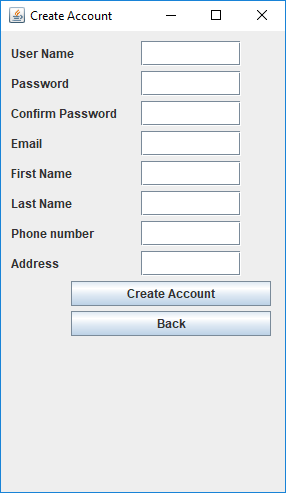 Create Account
User Name
Password
Confirm Password
Email
First Name
Last Name
Phone number
Address
Create Account
Back